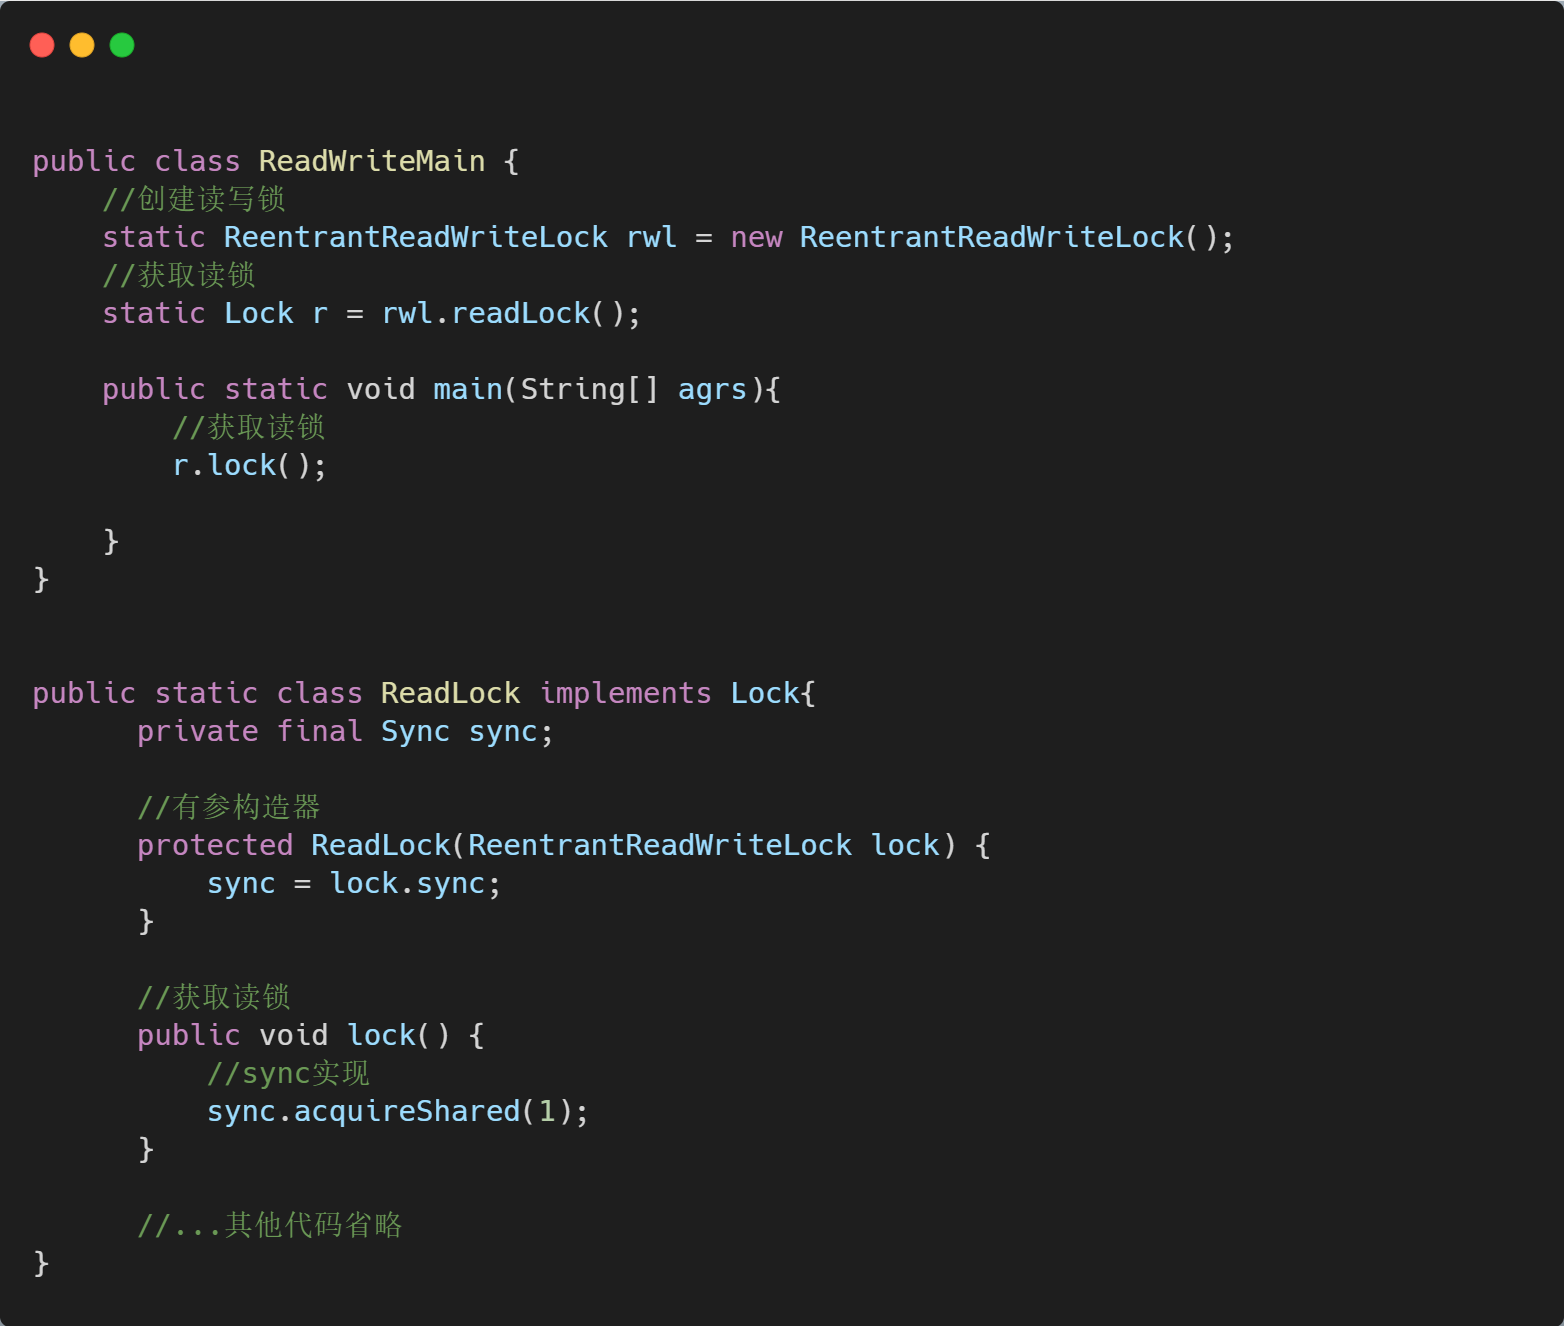 public class ReadWriteMain {
    //创建读写锁
    static ReentrantReadWriteLock rwl = new ReentrantReadWriteLock();
    //获取读锁
    static Lock r = rwl.readLock();
    public static void main(String[] agrs){
        //获取读锁
        r.lock();
    }
}
public static class ReadLock implements Lock{
      private final Sync sync;
      //有参构造器
      protected ReadLock(ReentrantReadWriteLock lock) {
          sync = lock.sync;
      }
      //获取读锁
      public void lock() {
          //sync实现
          sync.acquireShared(1);
      }
      //...其他代码省略
}